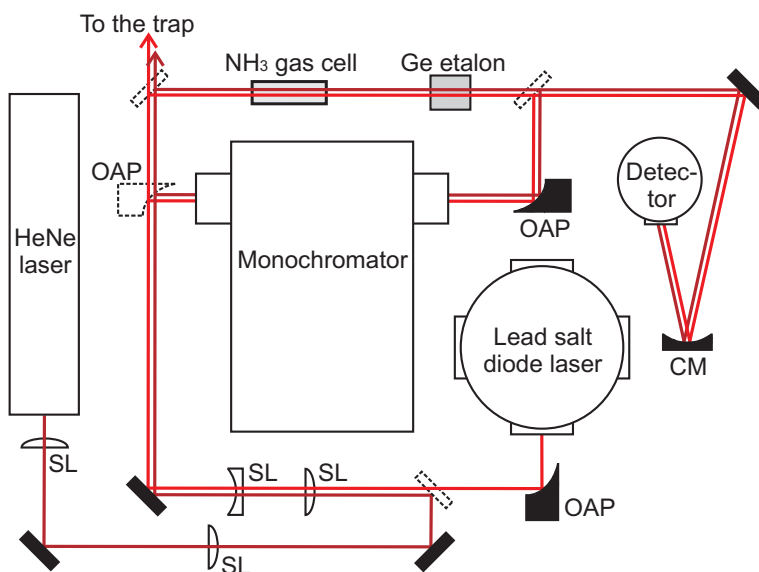 To the trap
NH₃ gas cell
Ge etalon
OAP
Detec-
tor
HeNe
laser
OAP
Monochromator
Lead salt
diode laser
CM
SL
SL
SL
OAP
SL